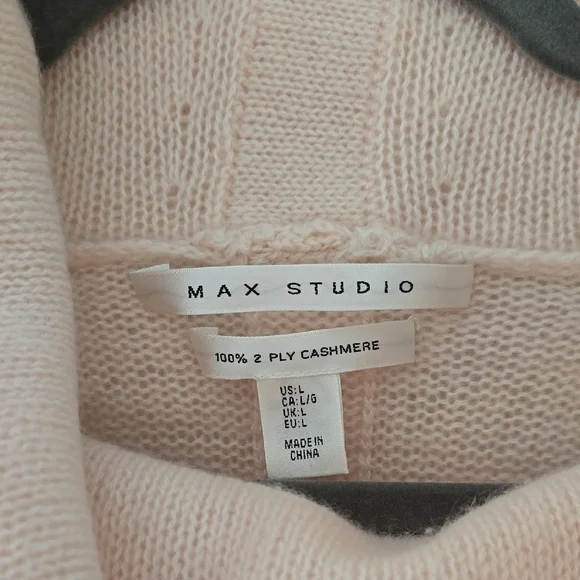 MAX STUDIO
100% 2 PLY CASHMERE
US:L
CA:L/G
UK:L
EU:L
MADE IN
CHINA